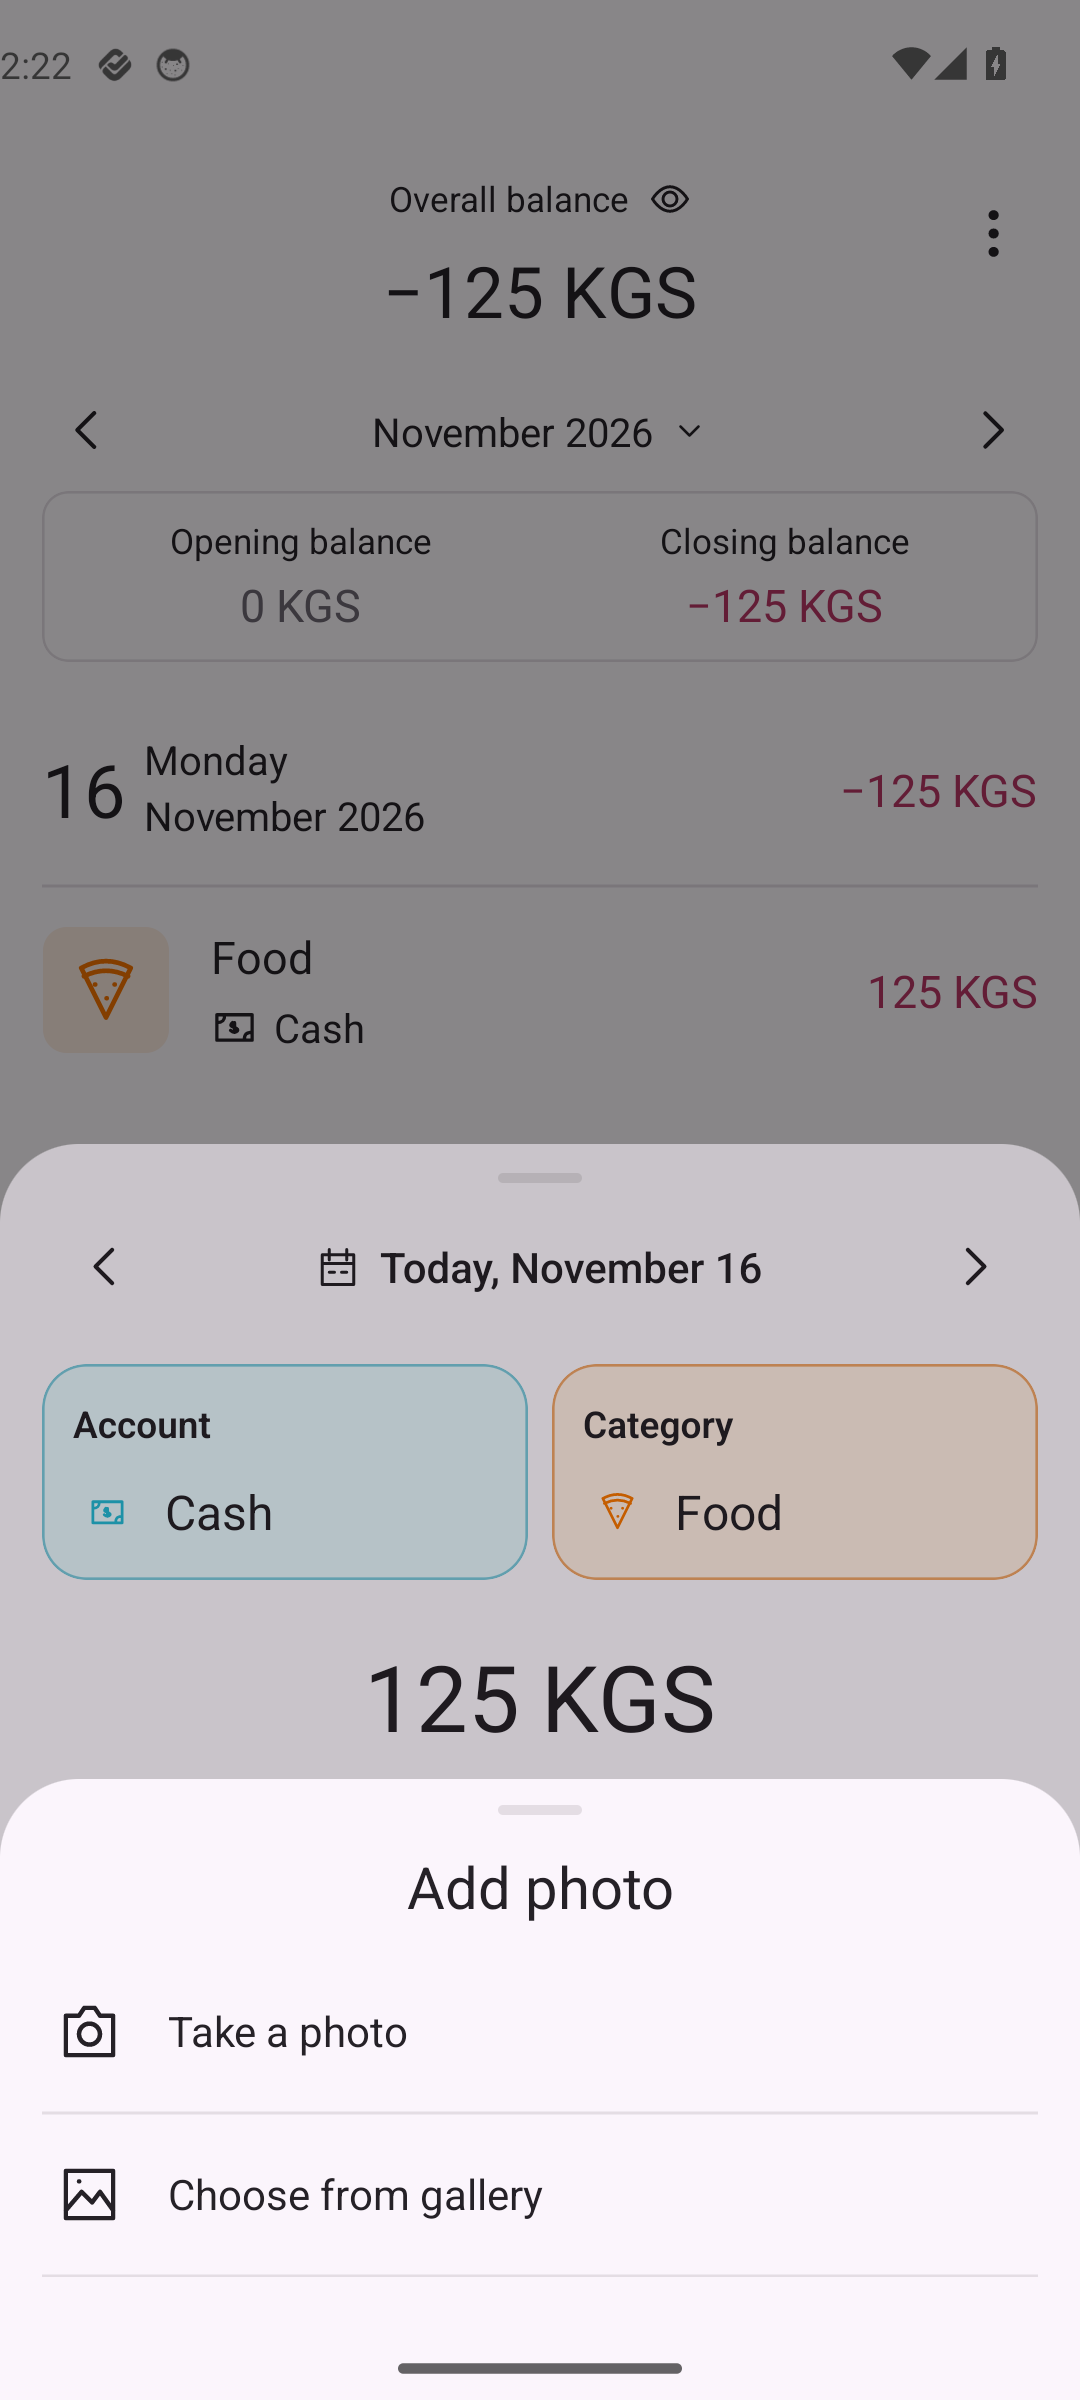 2:22
Overall balance
−125 KGS
November 2026
Opening balance
Closing balance
0 KGS
−125 KGS
16
Monday
November 2026
−125 KGS
Food
Cash
125 KGS
Today, November 16
Account
Category
Cash
Food
125 KGS
Add photo
Take a photo
Choose from gallery